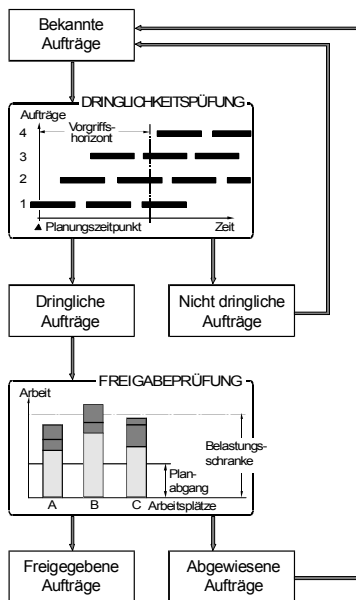 Bekannte
Aufträge
DRINGLICHKEITSPÜFUNG
Aufträge
Vorgriffs-
horizont
4
3
2
1
Planungszeitpunkt Zeit
Dringliche
Aufträge
Nicht dringliche
Aufträge
FREIGABEPRÜFUNG
Arbeit
Belastungs-
schranke
Plan-
abgang
A B C Arbeitsplätze
Freigegebene
Aufträge
Abgewiesene
Aufträge